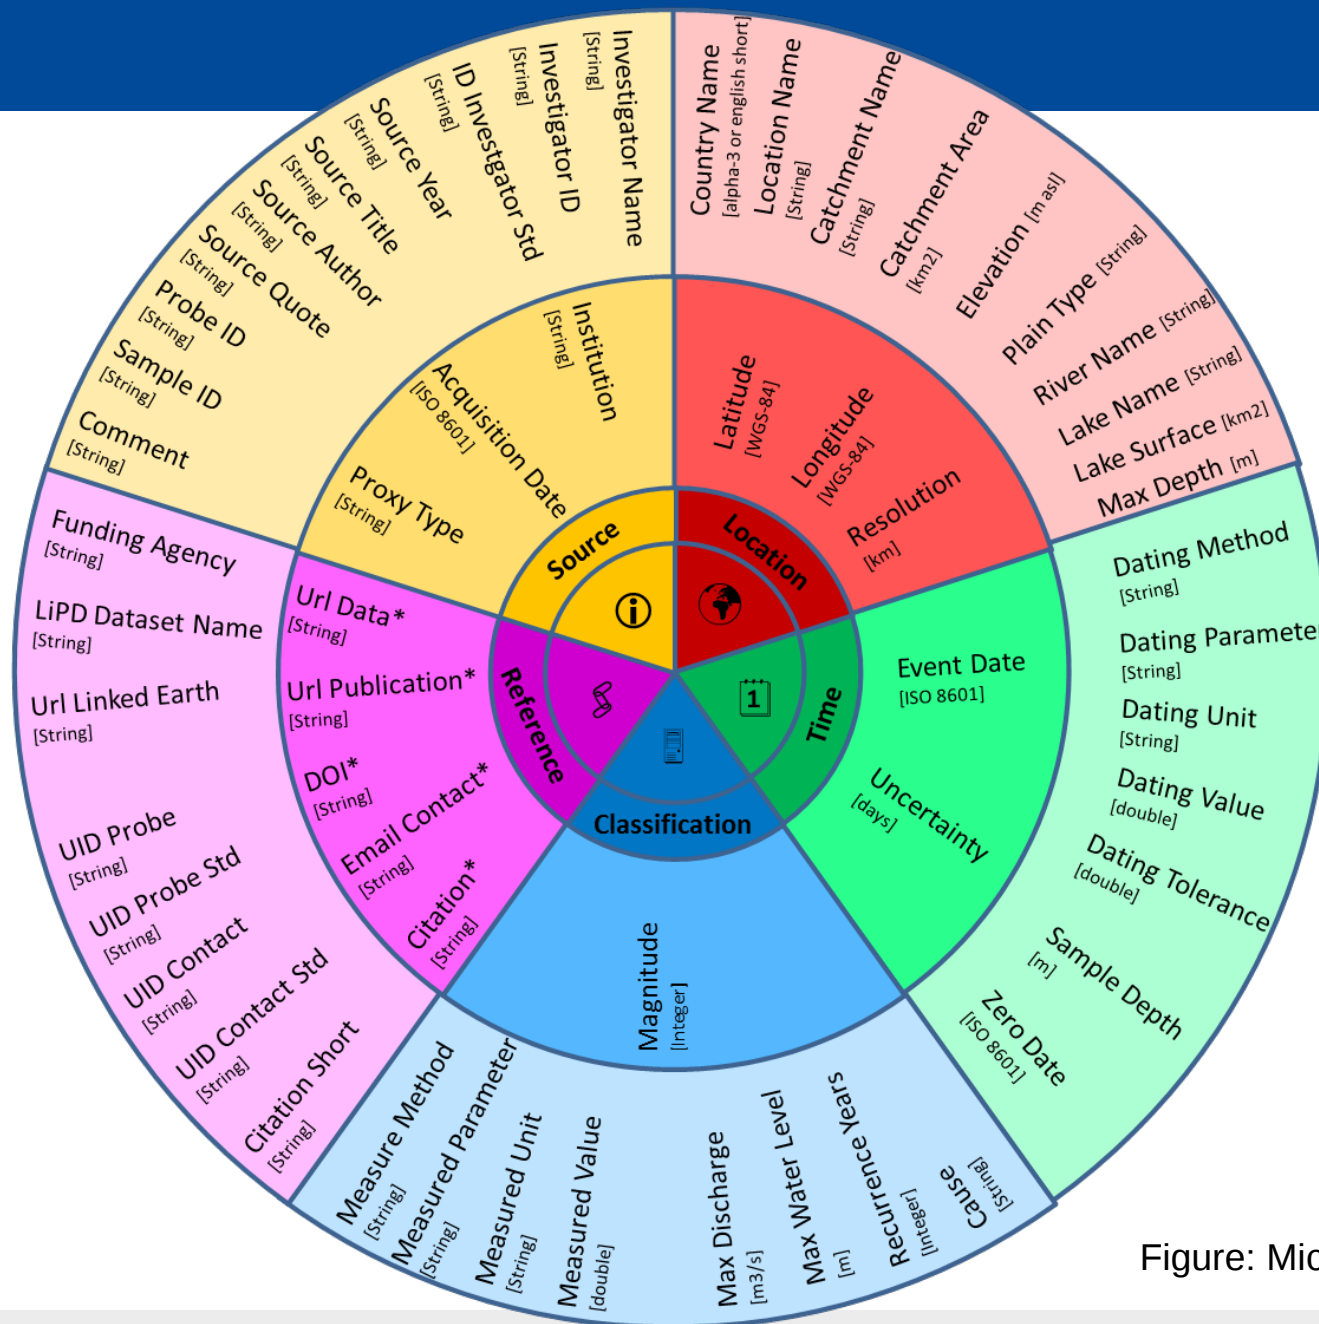 Investigator Name
[String]
Investigator ID
[String]
ID Investgator Std
[String]
Source Year
[String]
Source Title
[String]
Source Author
[String]
Source Quote
[String]
Probe ID
[String]
Sample ID
[String]
Comment
[String]
Institution
[String]
Acquisition Date
[ISO 8601]
Proxy Type
[String]
Source
Country Name
[alpha-3 or english short]
Location Name
[String]
Catchment Name
[String]
Catchment Area
[km2]
Elevation [m asl]
Plain Type [String]
River Name [String]
Lake Name [String]
Lake Surface [km2]
Max Depth [m]
Latitude
[WGS-84]
Longitude
[WGS-84]
Resolution
[km]
Location
Dating Method
[String]
Dating Parameter
[String]
Dating Unit
[String]
Dating Value
[double]
Dating Tolerance
[double]
Sample Depth
[m]
Zero Date
[ISO 8601]
Event Date
[ISO 8601]
Uncertainty
[days]
Time
1
Classification
Magnitude
[Integer]
Measure Method
[String]
Measured Parameter
[String]
Measured Unit
[String]
Measured Value
[double]
Max Discharge
[m3/s]
Max Water Level
[m]
Recurrence Years
[Integer]
Cause
[String]
Reference
Url Data*
[String]
Url Publication*
[String]
DOI*
[String]
Email Contact*
[String]
Citation*
[String]
Funding Agency
[String]
LiPD Dataset Name
[String]
Url Linked Earth
[String]
UID Probe
[String]
UID Probe Std
[String]
UID Contact
[String]
UID Contact Std
[String]
Citation Short
[String]
Figure: